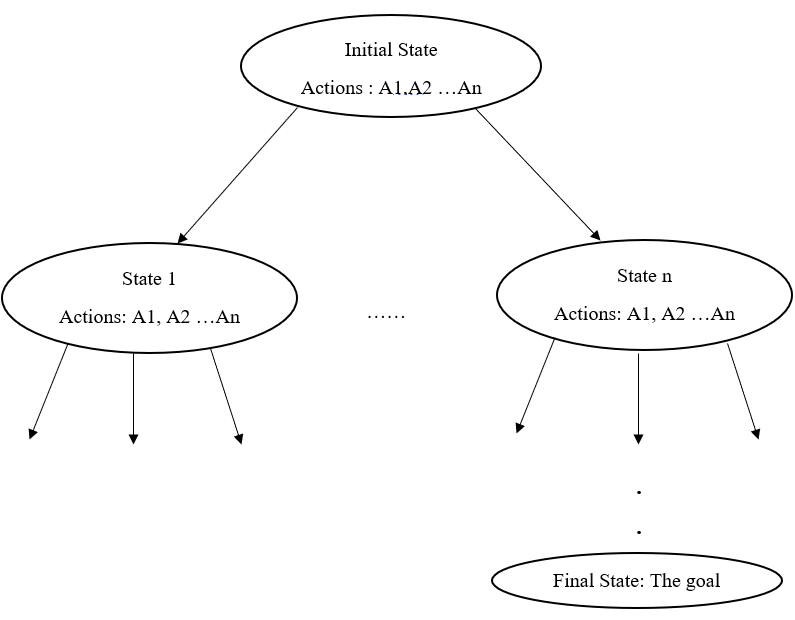 Initial State
Actions : A1,A2 …An
State 1
Actions: A1, A2 …An
……
State n
Actions: A1, A2 …An
.
.
Final State: The goal